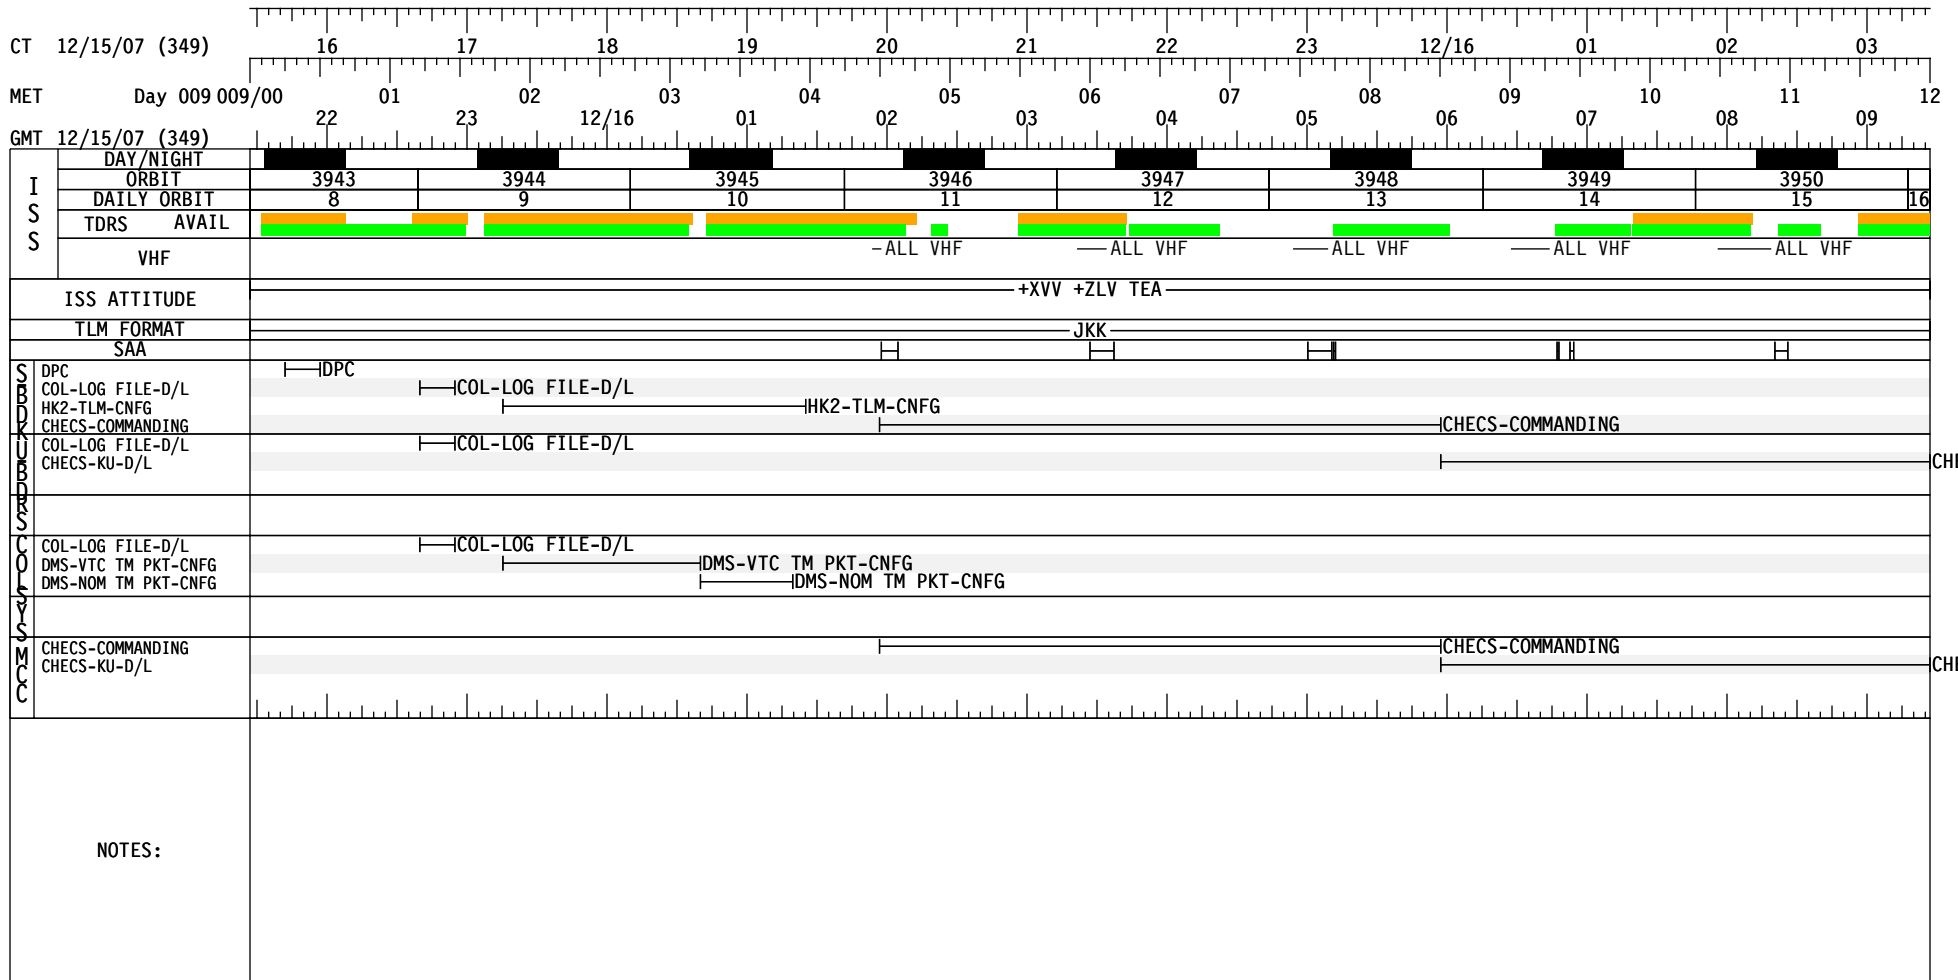 CT 12/15/07 (349) 16 17 18 19 20 21 22 23 12/16 01 02 03
MET Day 009 009/00 01 02 03 04 05 06 07 08 09 10 11 12
GMT 12/15/07 (349) 22 23 12/16 01 02 03 04 05 06 07 08 09
ISS
DAY/NIGHT
ORBIT 3943 3944 3945 3946 3947 3948 3949 3950
DAILY ORBIT 8 9 10 11 12 13 14 15 16
TDRS AVAIL
VHF ALL VHF ALL VHF ALL VHF ALL VHF ALL VHF
ISS ATTITUDE +XVV +ZLV TEA
TLM FORMAT JKK
SAA
DPC DPC
COL-LOG FILE-D/L COL-LOG FILE-D/L
HK2-TLM-CNFG HK2-TLM-CNFG
CHECS-COMMANDING CHECS-COMMANDING
COL-LOG FILE-D/L COL-LOG FILE-D/L
CHECS-KU-D/L CHE
COL-LOG FILE-D/L COL-LOG FILE-D/L
DMS-VTC TM PKT-CNFG DMS-VTC TM PKT-CNFG
DMS-NOM TM PKT-CNFG DMS-NOM TM PKT-CNFG
MCC
CHECS-COMMANDING CHECS-COMMANDING
CHECS-KU-D/L CHE
NOTES: